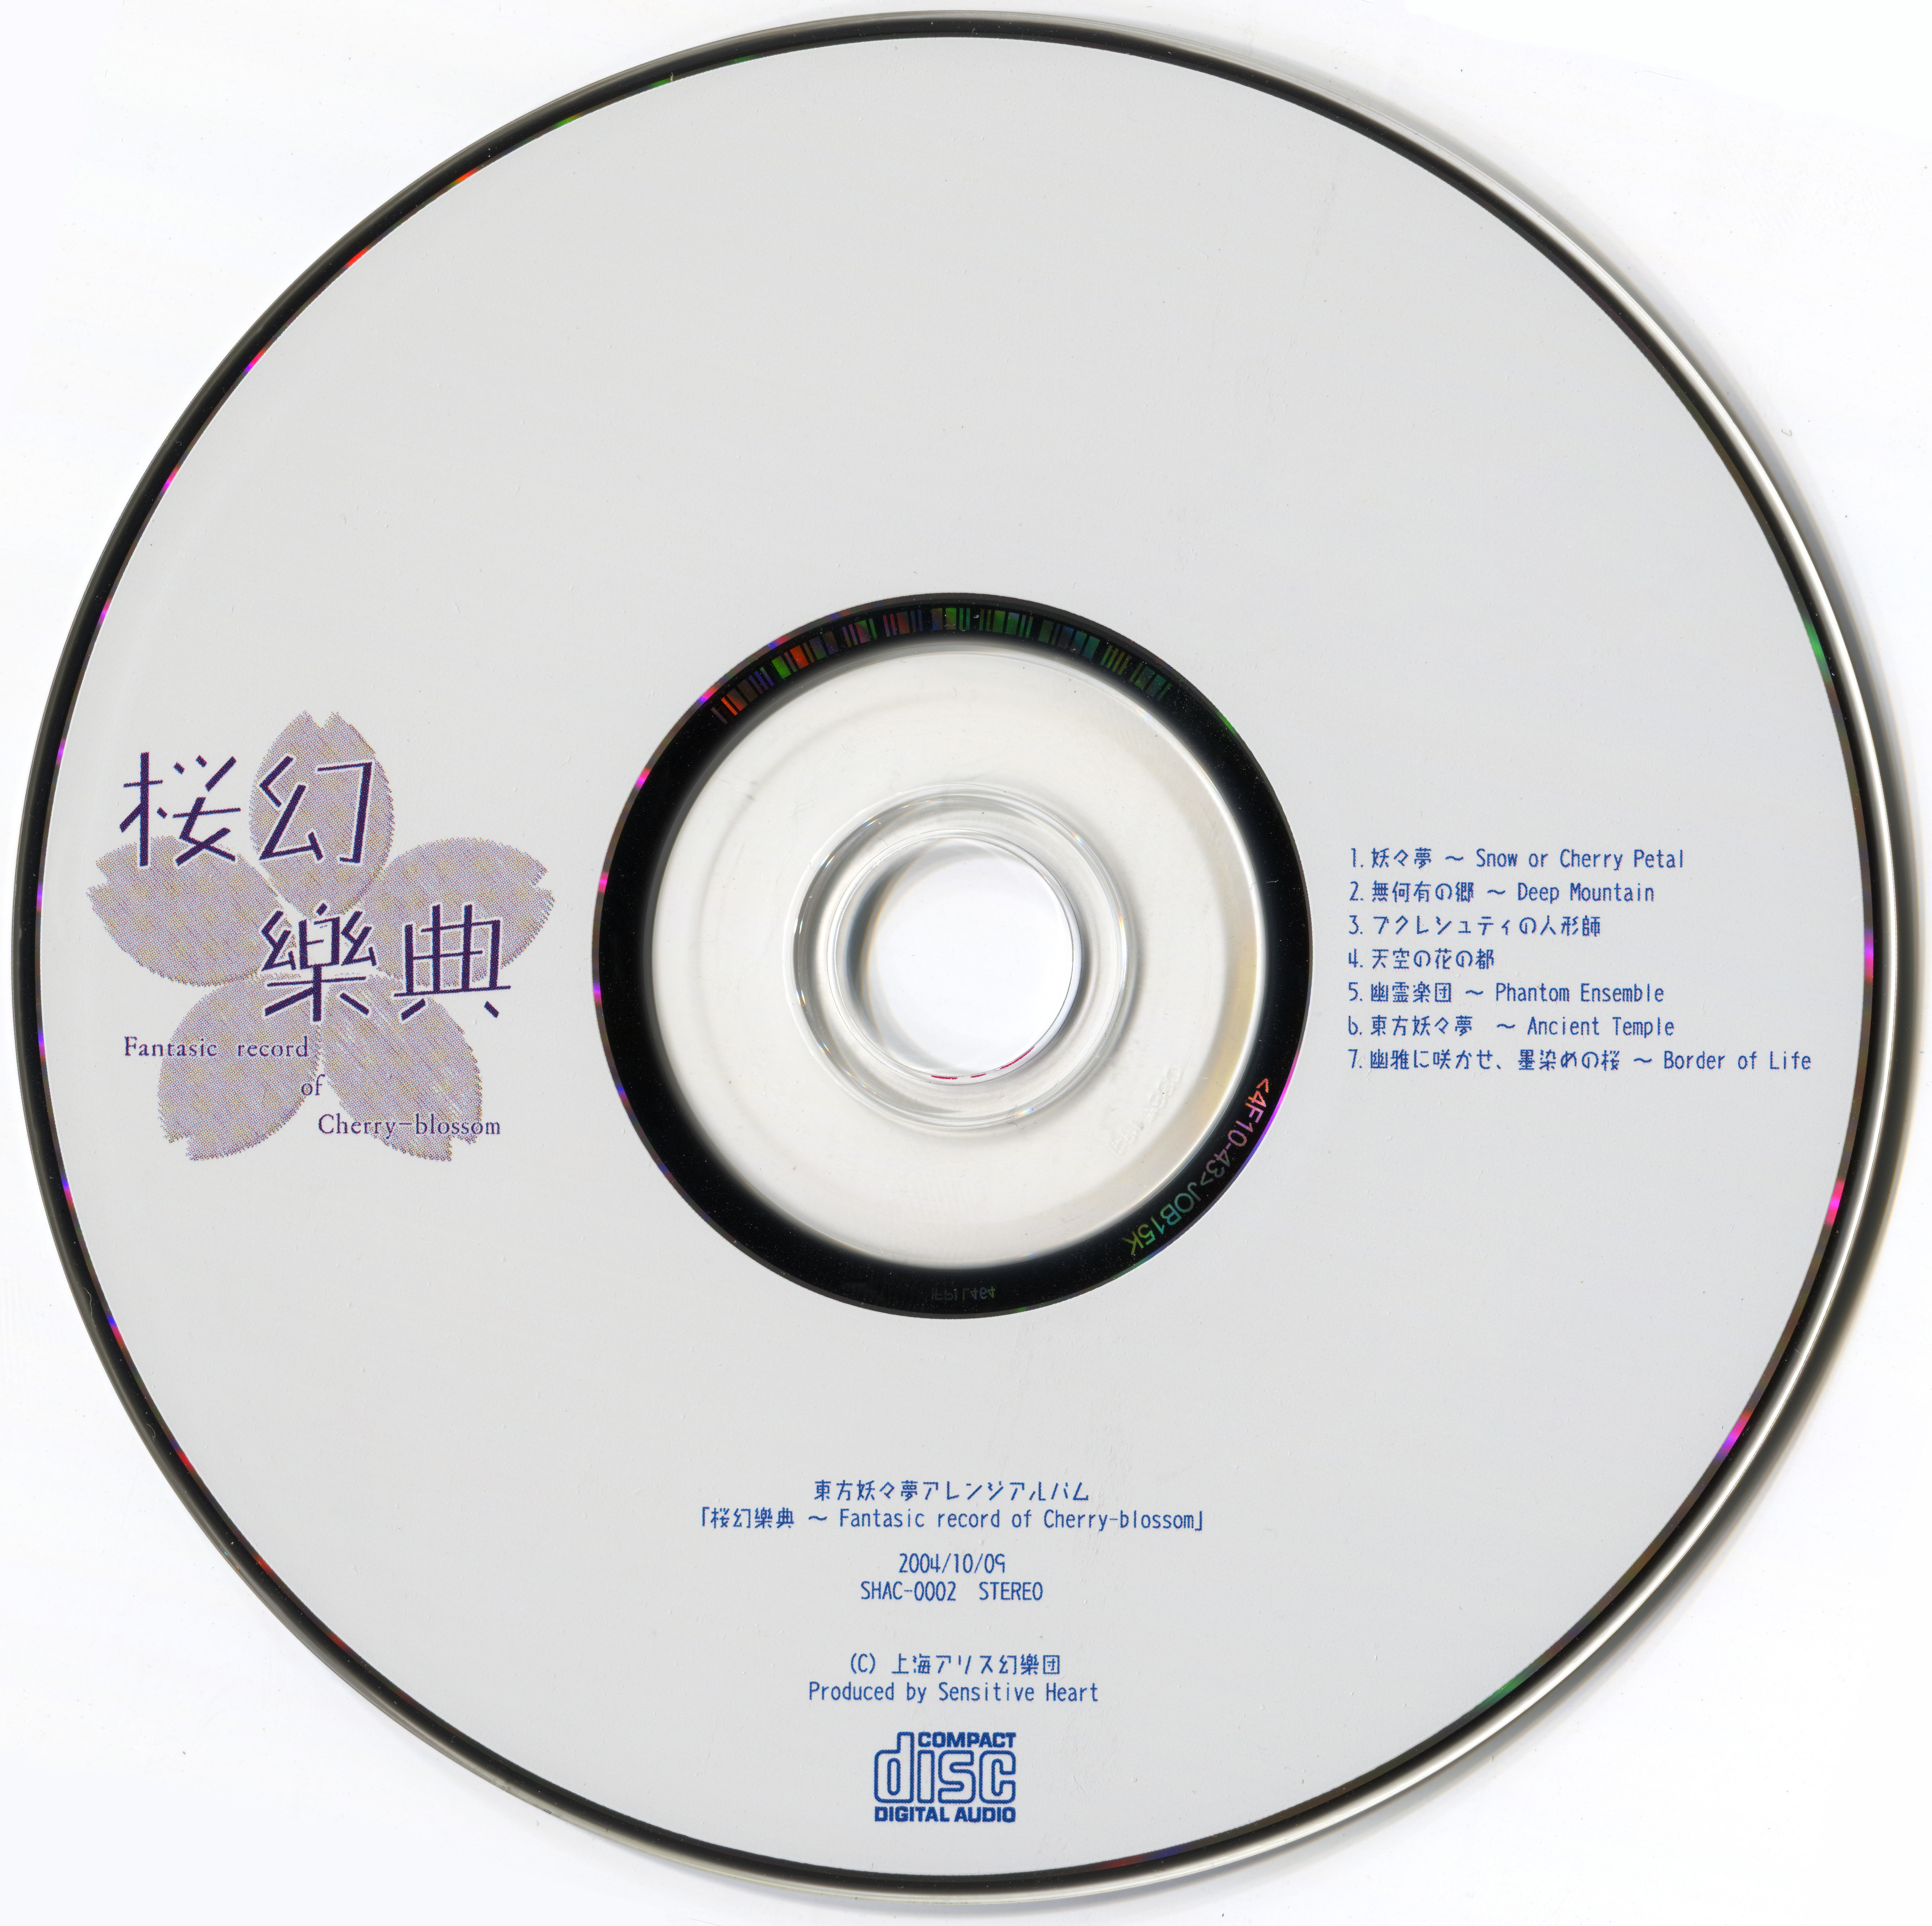 桜幻
樂典
Fantasic record
of
Cherry-blossom
1. 妖々夢 ～ Snow or Cherry Petal
2. 無何有の郷 ～ Deep Mountain
3. ブクレシュティの人形師
4. 天空の花の都
5. 幽霊楽団 ～ Phantom Ensemble
6. 東方妖々夢 ～ Ancient Temple
7. 幽雅に咲かせ、墨染めの桜 ～ Border of Life
<4F10-43>JOB15K
IFPI L464
東方妖々夢アレンジアルバム
「桜幻樂典 ～ Fantasic record of Cherry-blossom」
2004/10/09
SHAC-0002 STEREO
(C) 上海アリス幻樂団
Produced by Sensitive Heart
COMPACT
disc
DIGITAL AUDIO